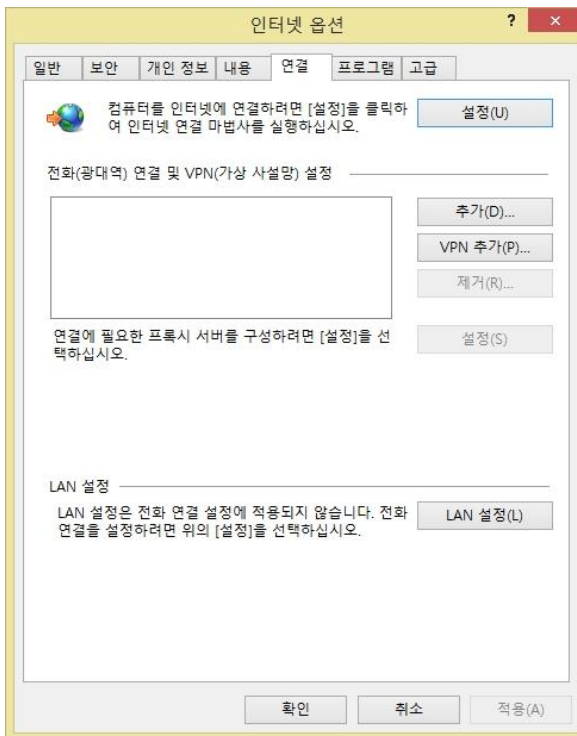 인터넷 옵션
?
×
일반 보안 개인 정보 내용 연결 프로그램 고급
컴퓨터를 인터넷에 연결하려면 [설정]을 클릭하
여 인터넷 연결 마법사를 실행하십시오.
설정(U)
전화(광대역) 연결 및 VPN(가상 사설망) 설정
추가(D)...
VPN 추가(P)...
제거(R)...
연결에 필요한 프록시 서버를 구성하려면 [설정]을 선
택하십시오.
설정(S)
LAN 설정
LAN 설정은 전화 연결 설정에 적용되지 않습니다. 전화
연결을 설정하려면 위의 [설정]을 선택하십시오.
LAN 설정(L)
확인 취소 적용(A)